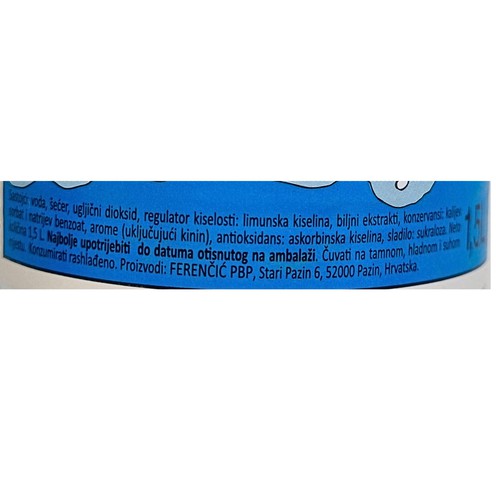 Sastojci: voda, šećer, ugljični dioksid, regulator kiselosti: limunska kiselina, biljni ekstrakti, konzervansi: kalijev
sorbat i natrijev benzoat, arome (uključujući kinin), antioksidans: askorbinska kiselina, sladilo: sukraloza. Neto
količina 1,5 L. Najbolje upotrijebiti do datuma otisnutog na ambalaži. Čuvati na tamnom, hladnom i suhom
mjestu. Konzumirati rashlađeno. Proizvodi: FERENČIĆ PBP, Stari Pazin 6, 52000 Pazin, Hrvatska.
1,5L